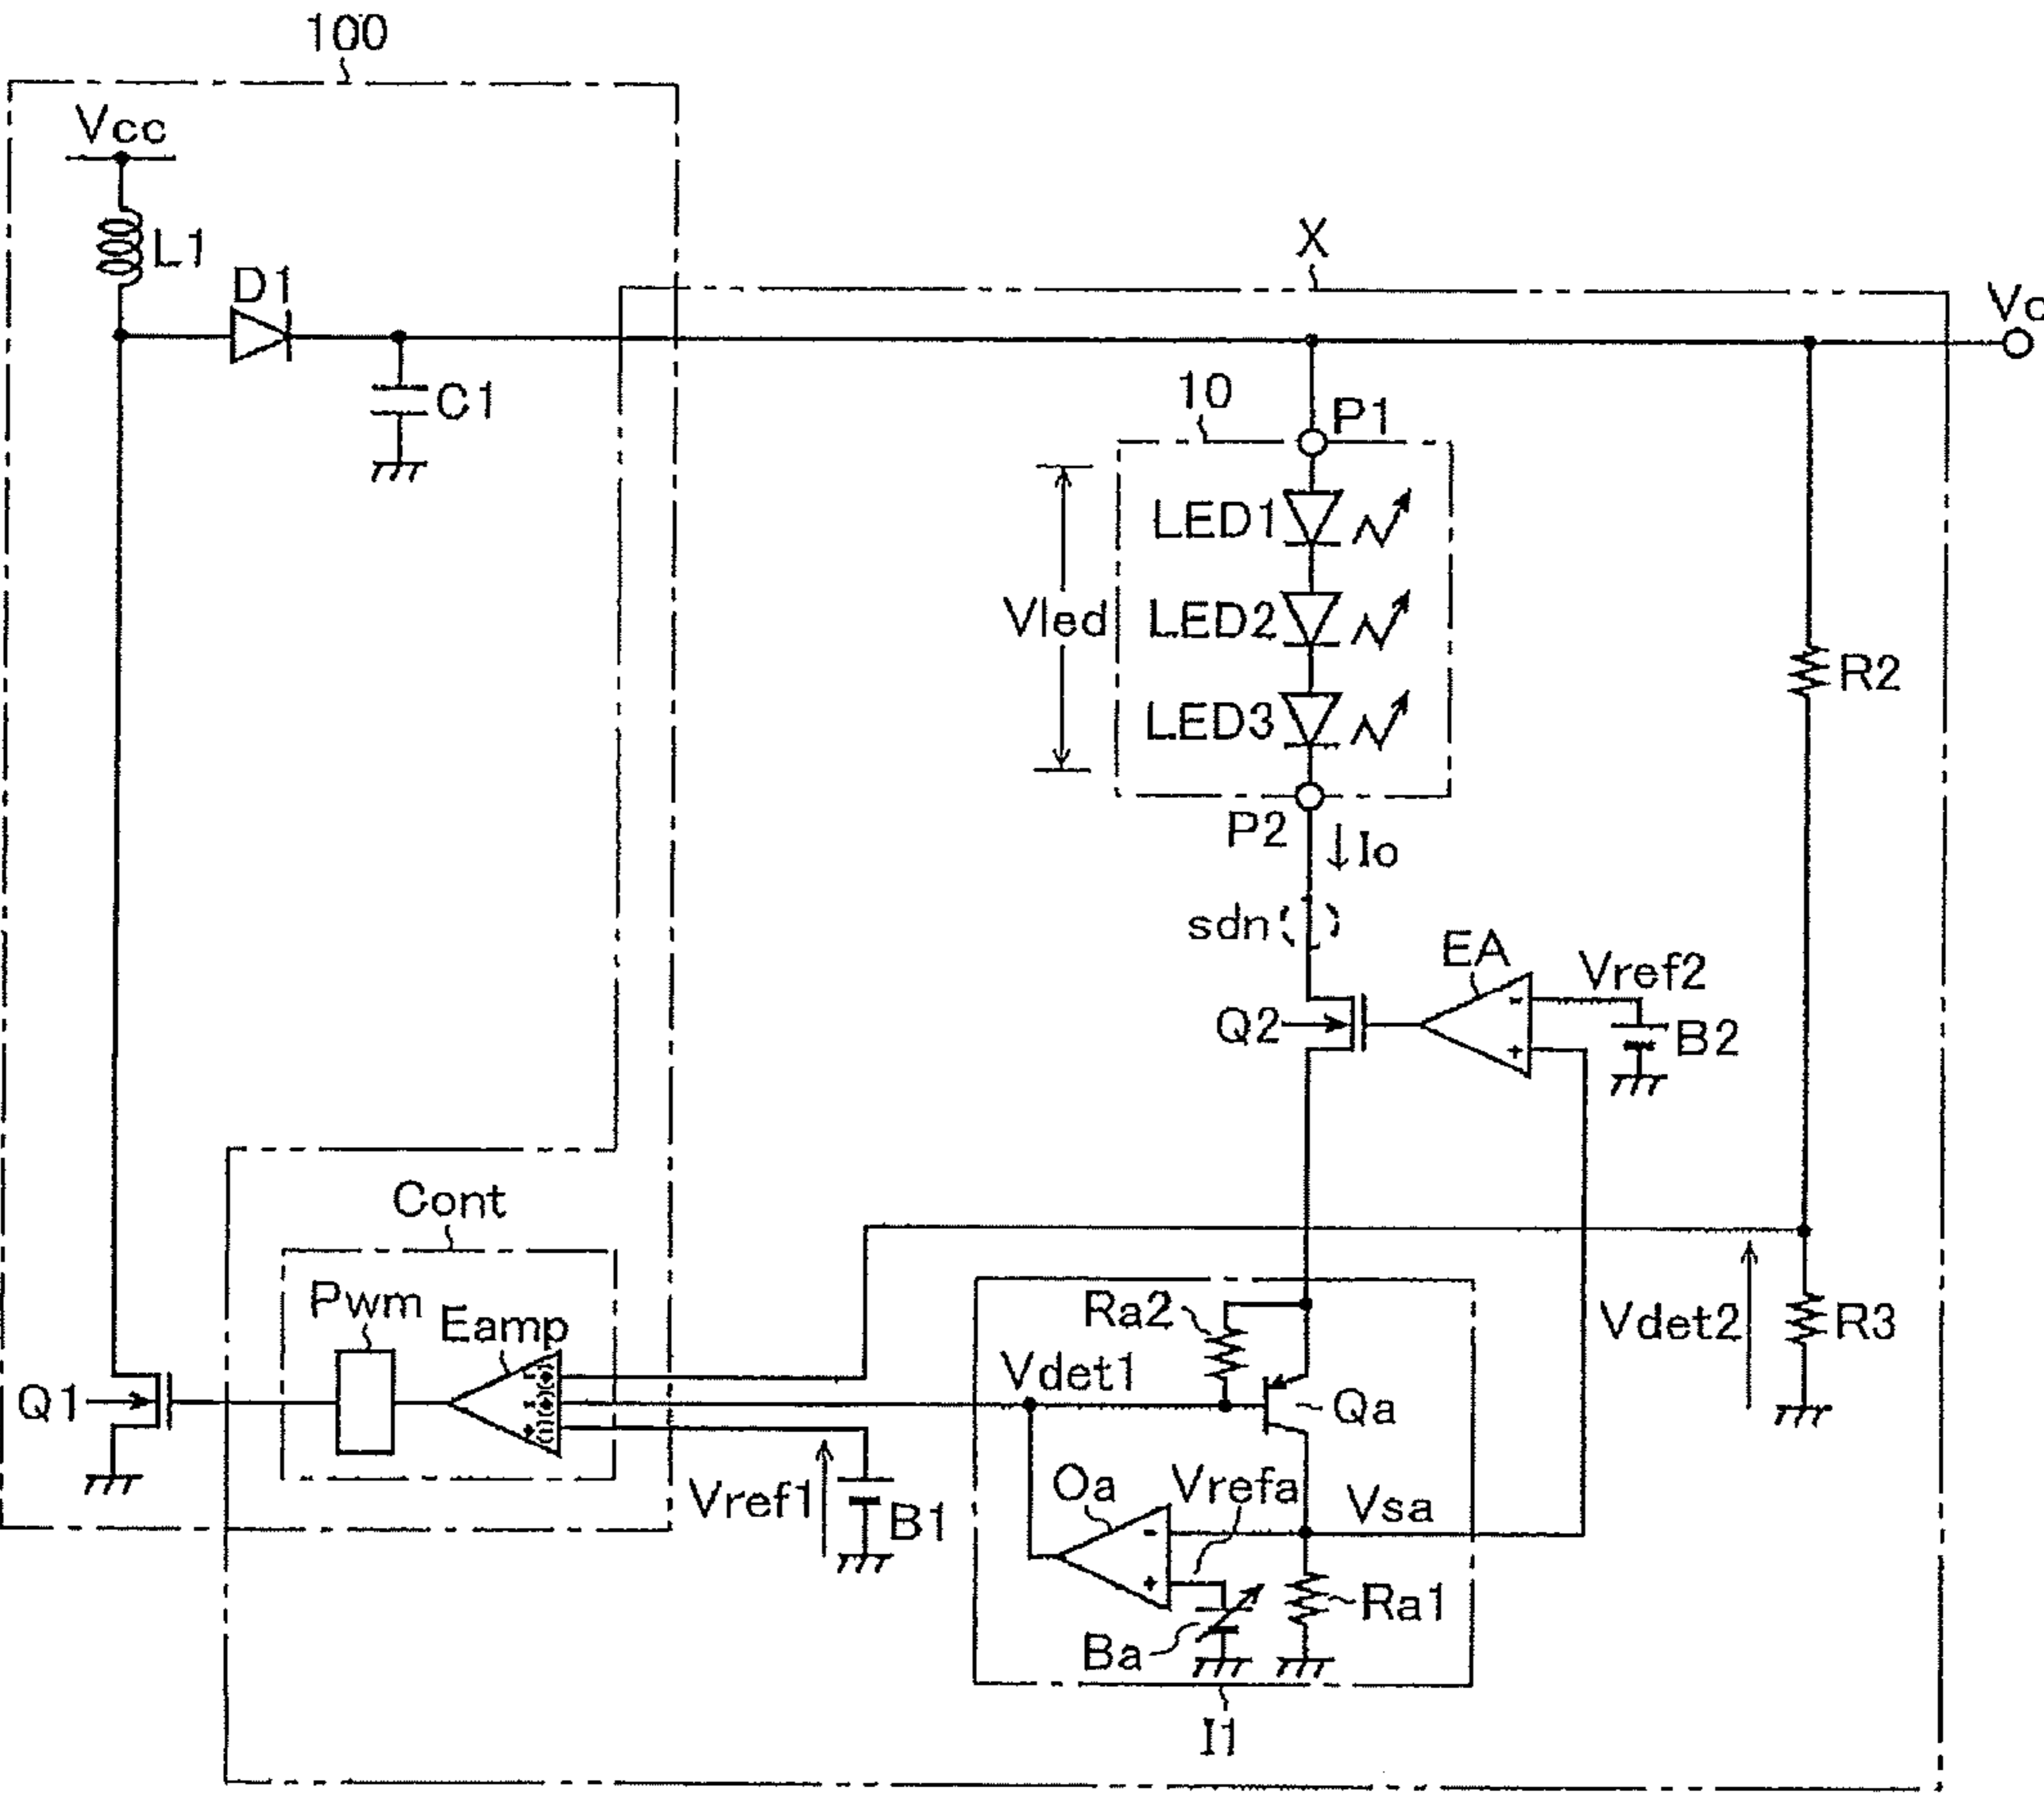 100
Vcc
L1
D1
X
Vo
C1
10
P1
LED1
Vled
LED2
R2
LED3
P2
Io
sdn
EA
Vref2
Q2
-
+
B2
Cont
Pwm
Eamp
Ra2
Vdet2
R3
Vdet1
Q1
Qa
Vref1
B1
Oa
Vrefa
Vsa
-
+
Ra1
Ba
I1